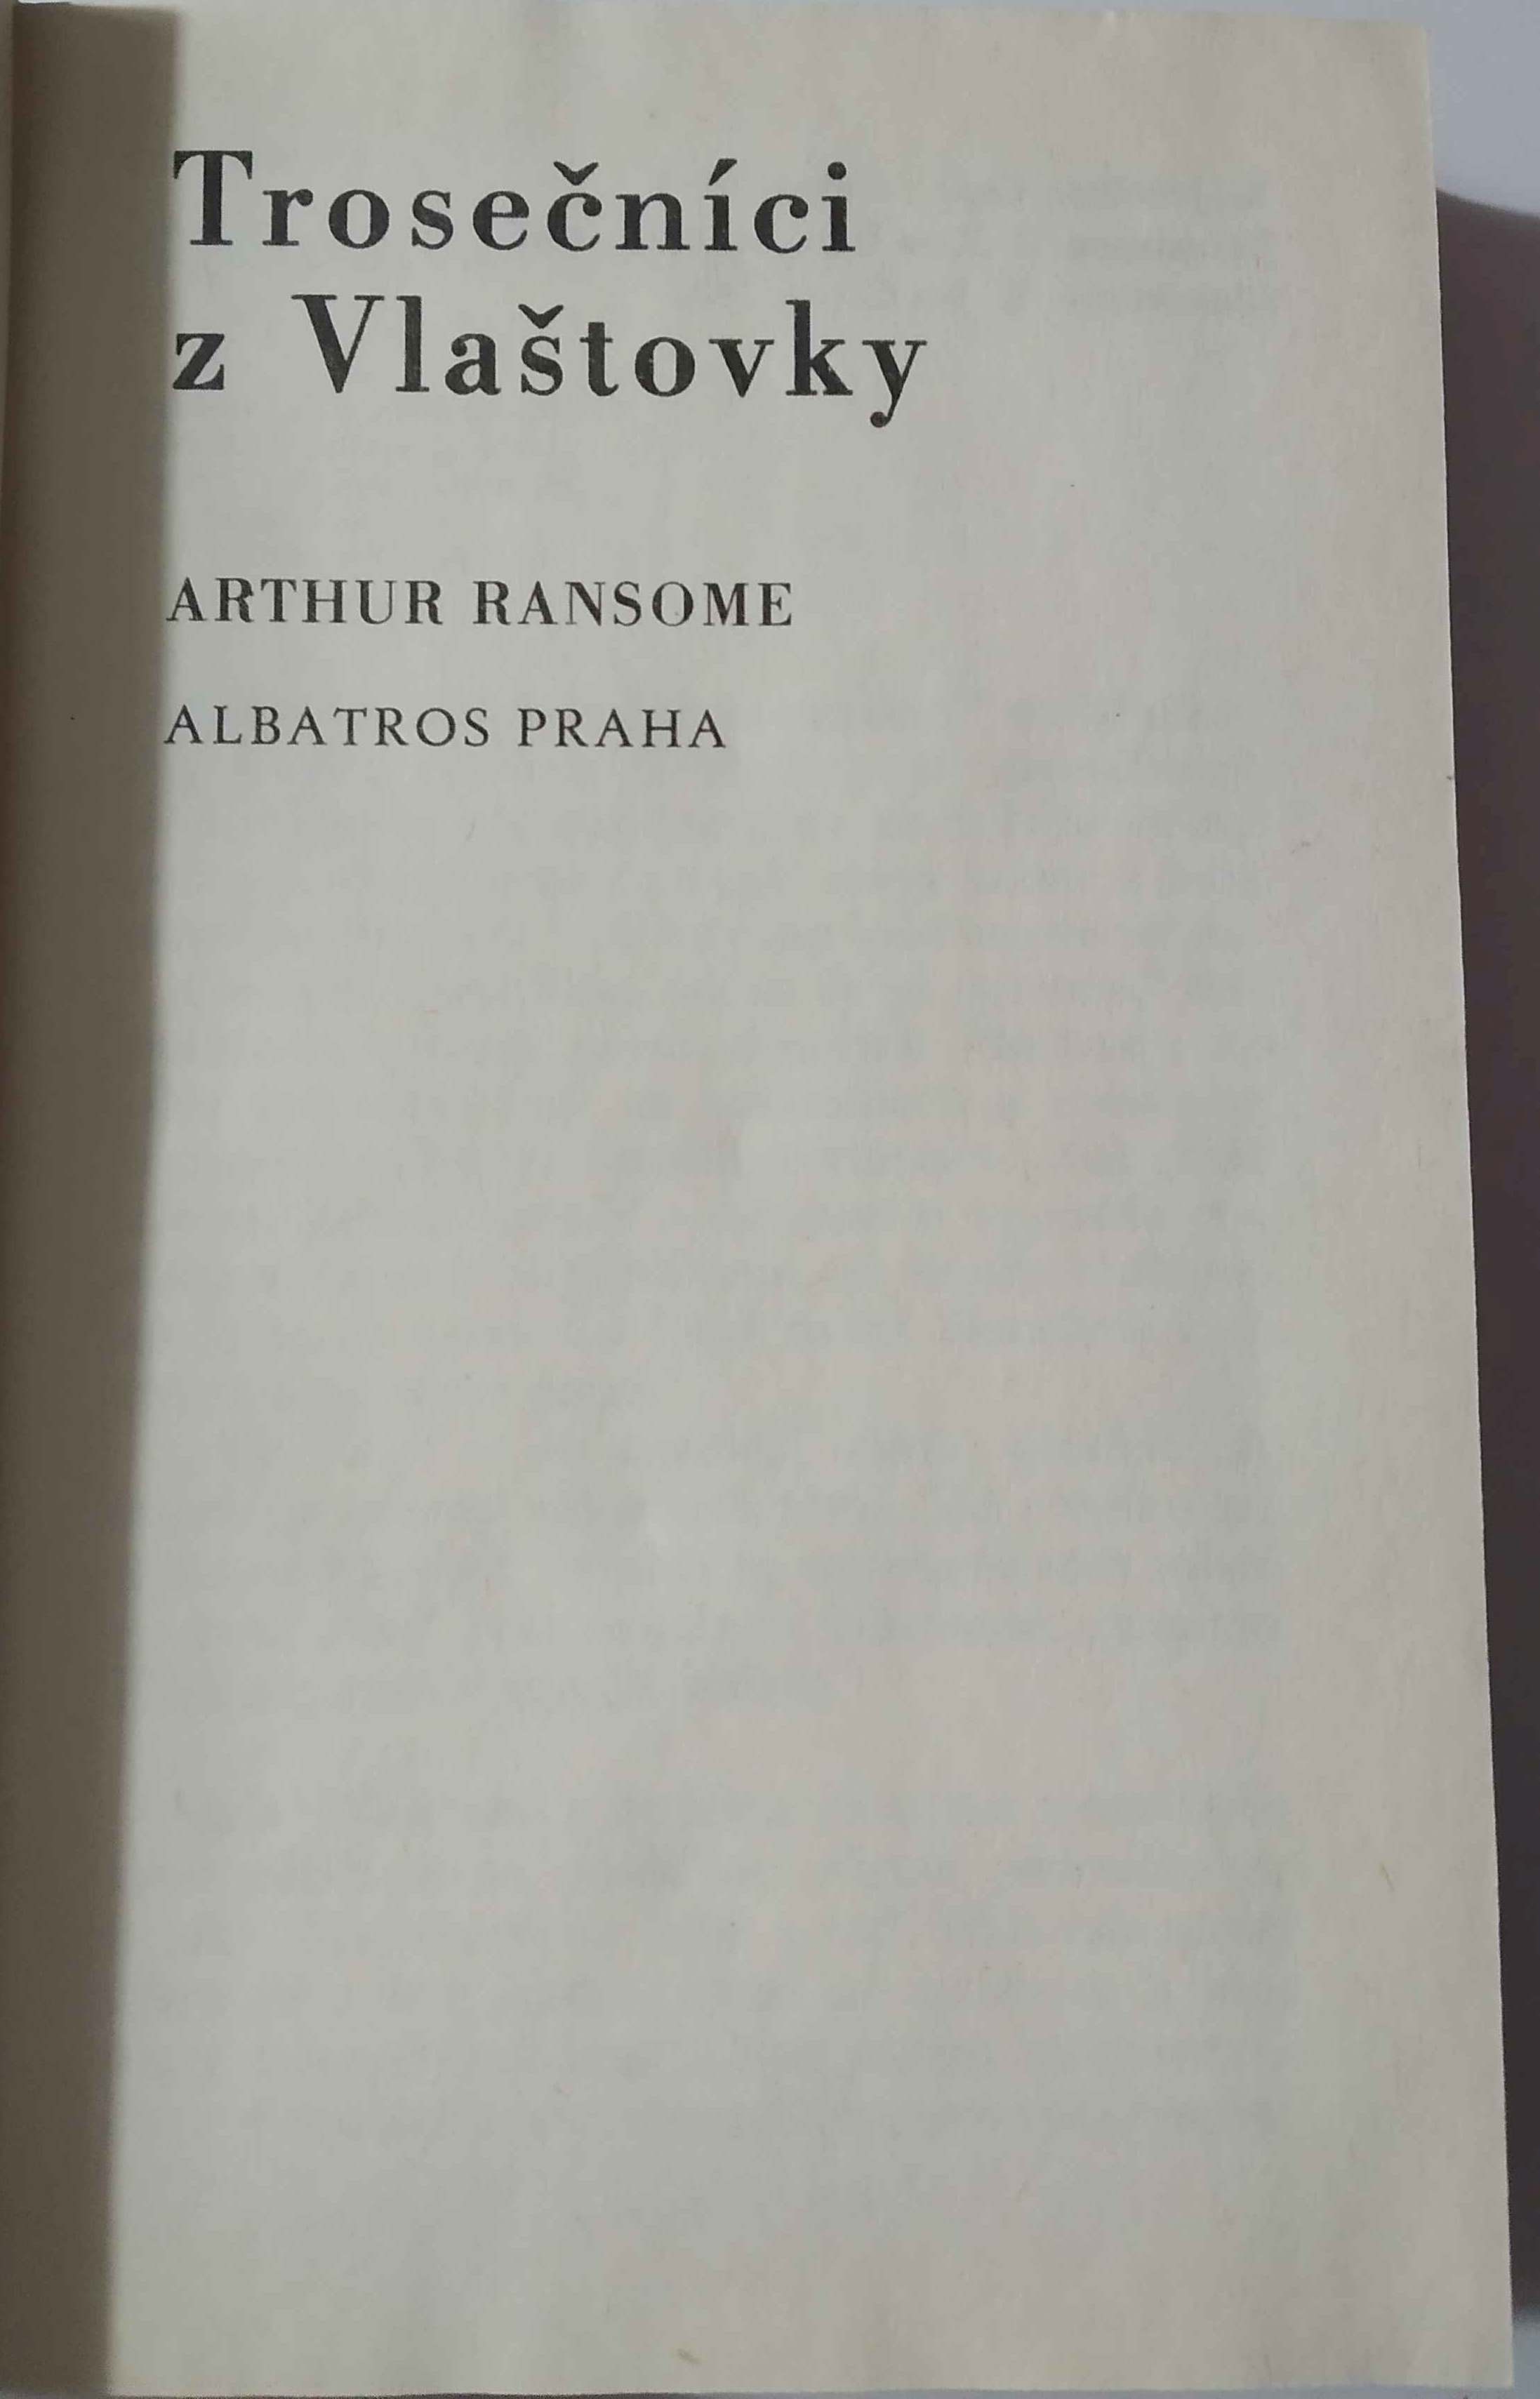 Trosečníci
z Vlaštovky
ARTHUR RANSOME
ALBATROS PRAHA